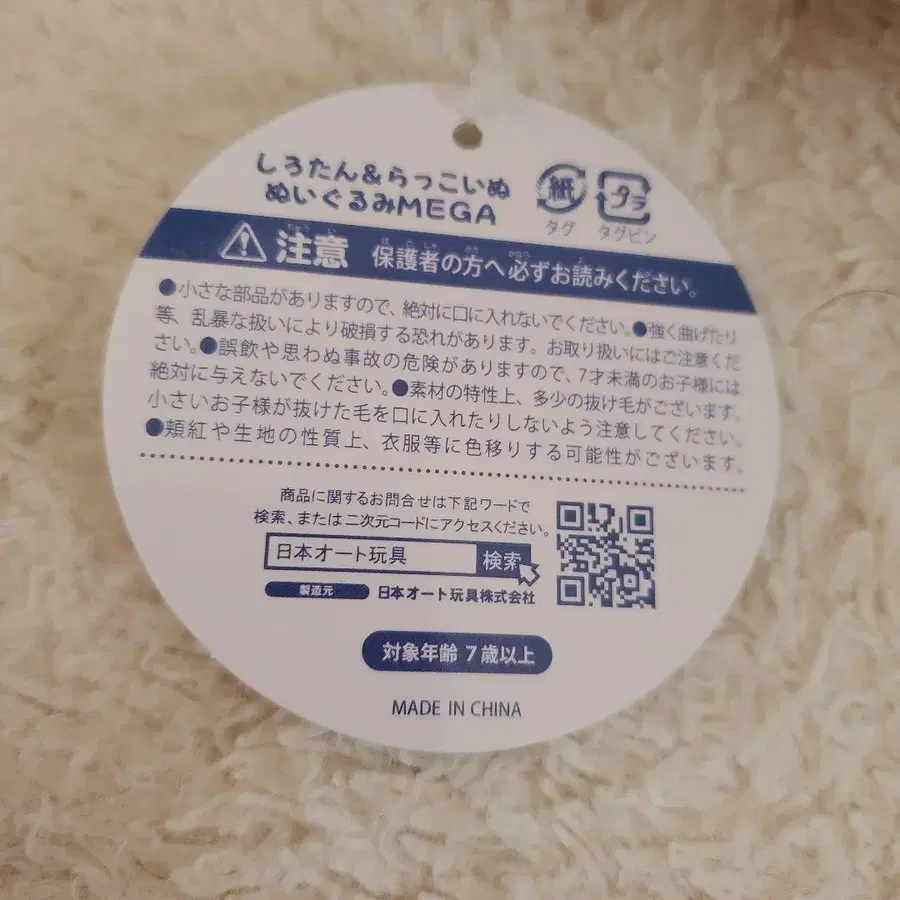 しろたん&らっこいぬ
ぬいぐるみMEGA
紙
タグ
プラ
タグピン
注意 保護者の方へ必ずお読みください。
●小さな部品がありますので、絶対に口に入れないでください。●強く曲げたり
等、乱暴な扱いにより破損する恐れがあります。お取り扱いにはご注意くだ
さい。●誤飲や思わぬ事故の危険がありますので、7才未満のお子様には
絶対に与えないでください。●素材の特性上、多少の抜け毛がございます。
小さいお子様が抜けた毛を口に入れたりしないよう注意してください。
●頬紅や生地の性質上、衣服等に色移りする可能性がございます。
商品に関するお問合せは下記ワードで
検索、または二次元コードにアクセスください。
日本オート玩具 検索
製造元 日本オート玩具株式会社
対象年齢 7歳以上
MADE IN CHINA